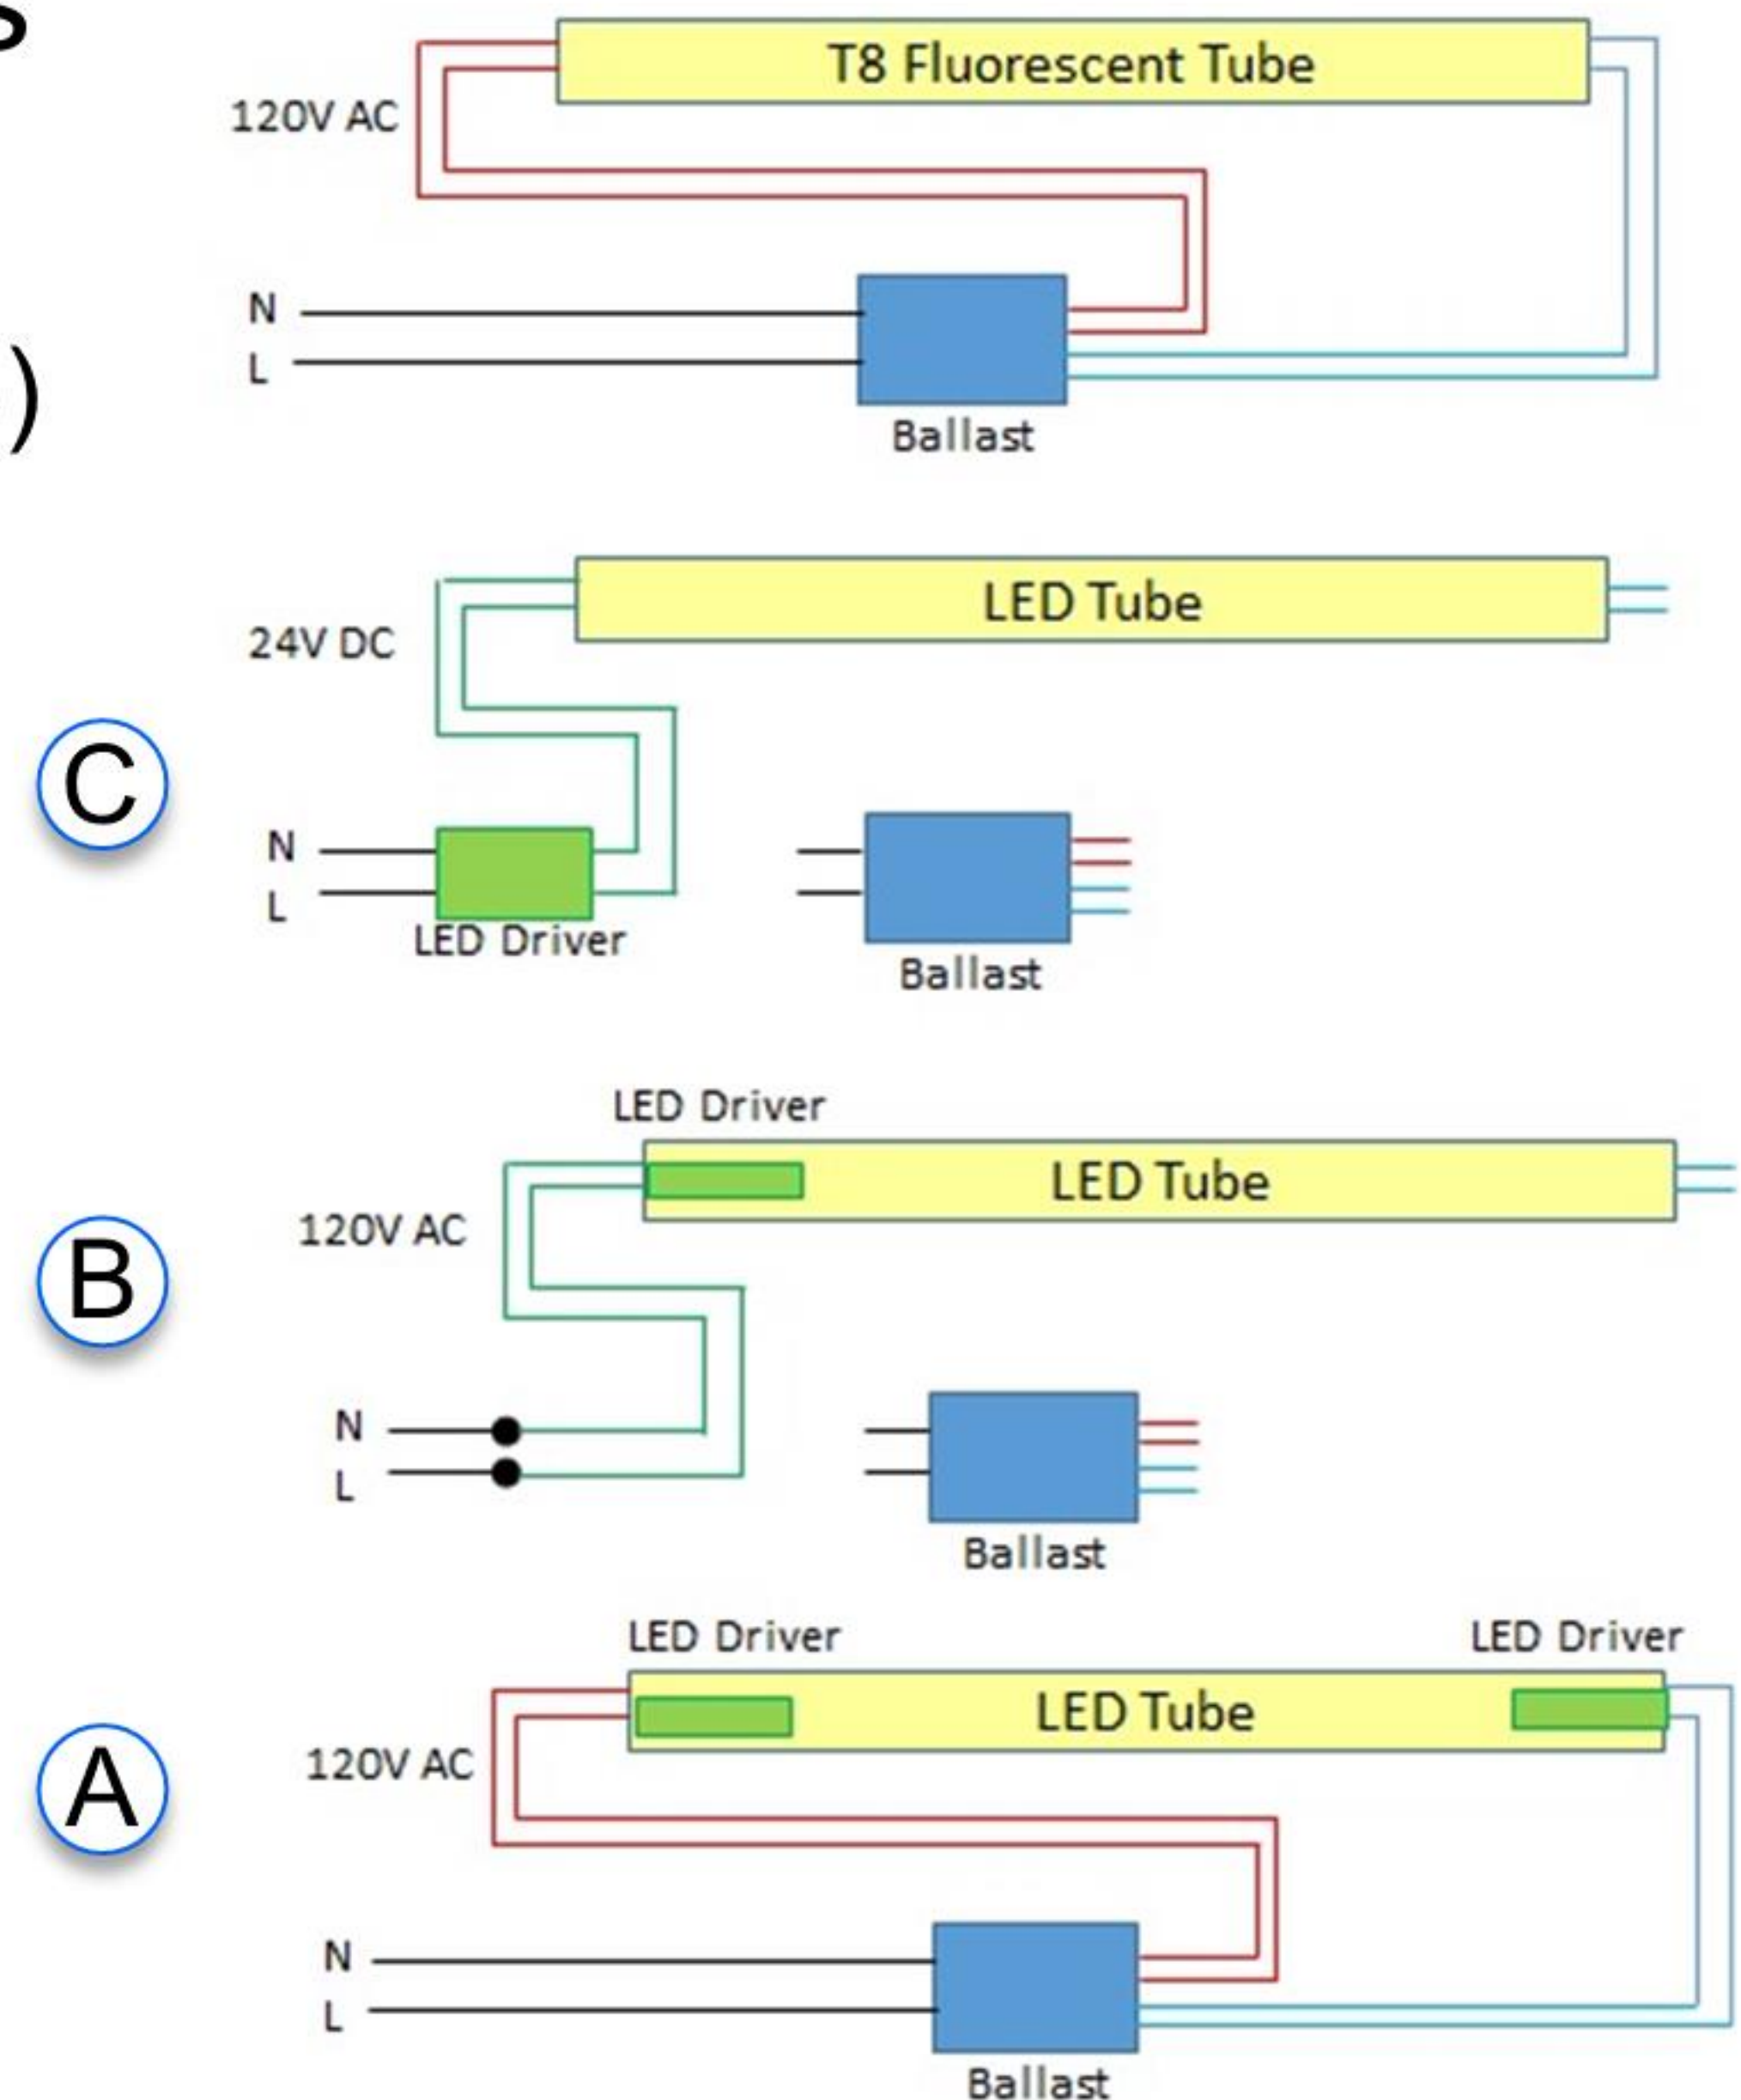 s
T8 Fluorescent Tube
120V AC
N
L
)
Ballast
LED Tube
24V DC
C
N
L
LED Driver
Ballast
LED Driver
LED Tube
120V AC
B
N
L
Ballast
LED Driver LED Driver
LED Tube
120V AC
A
N
L
Ballast